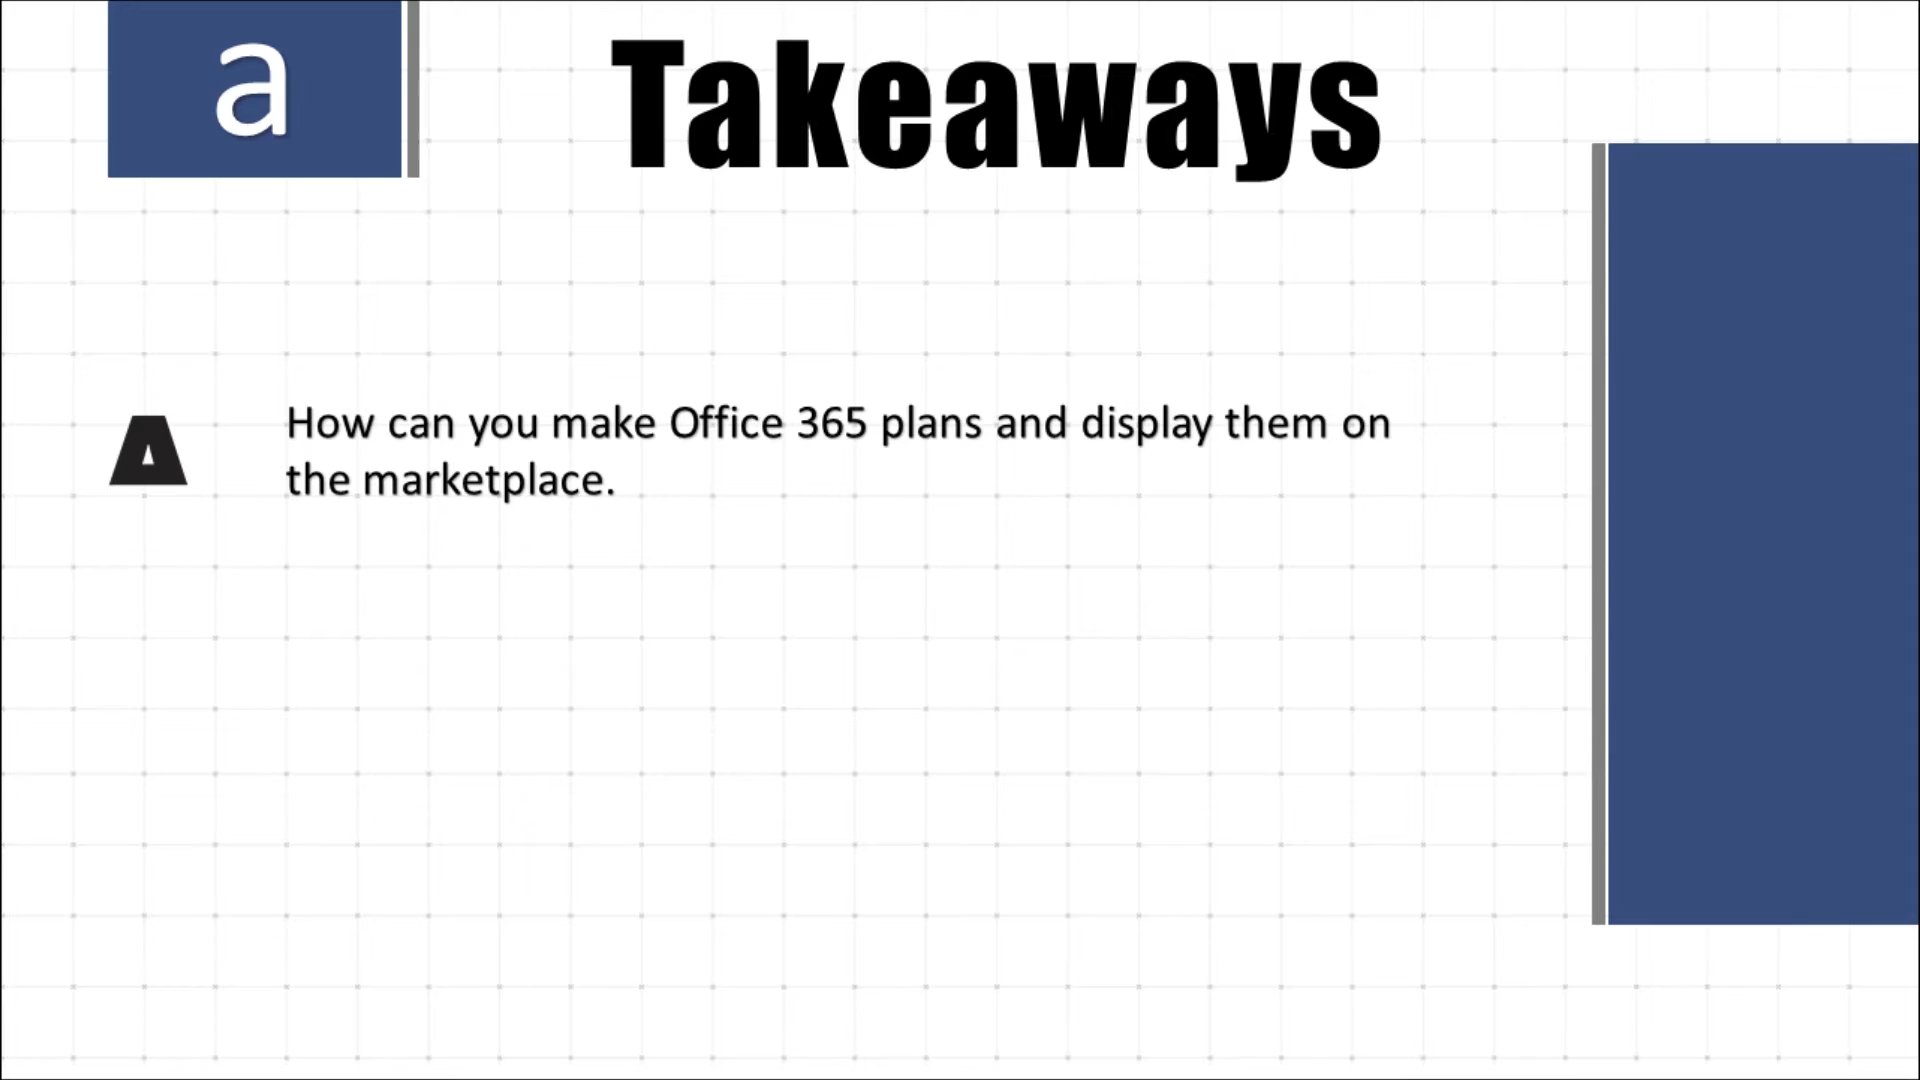 a
Takeaways
A
How can you make Office 365 plans and display them on
the marketplace.